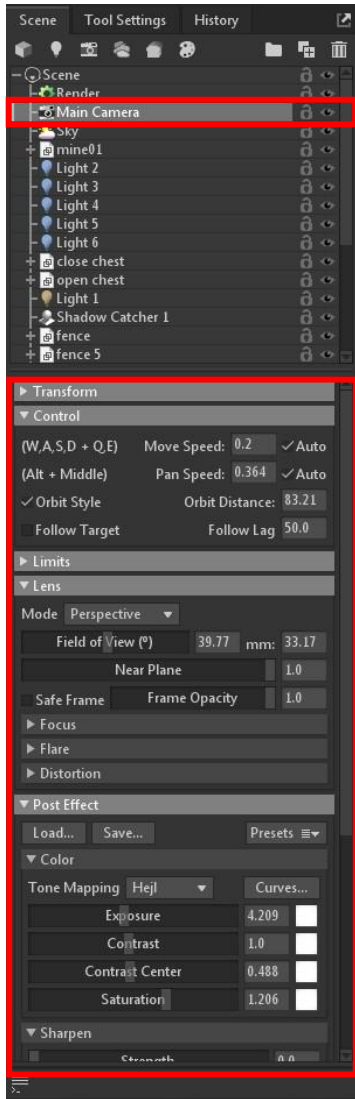 Scene Tool Settings History
Scene
Render
Main Camera
Sky
mine01
Light 2
Light 3
Light 4
Light 5
Light 6
close chest
open chest
Light 1
Shadow Catcher 1
fence
fence 5
Transform
Control
(W,A,S,D + Q,E) Move Speed: 0.2 Auto
(Alt + Middle) Pan Speed: 0.364 Auto
Orbit Style Orbit Distance: 83.21
Follow Target Follow Lag 50.0
Limits
Lens
Mode Perspective
Field of View (º) 39.77 mm: 33.17
Near Plane 1.0
Safe Frame Frame Opacity 1.0
Focus
Flare
Distortion
Post Effect
Load... Save... Presets
Color
Tone Mapping Hejl Curves...
Exposure 4.209
Contrast 1.0
Contrast Center 0.488
Saturation 1.206
Sharpen
Strength 0.0